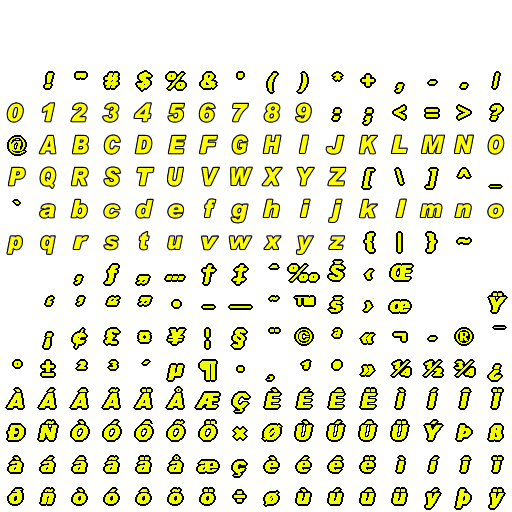 ! " # $ % & ' ( ) * + , - . /
0 1 2 3 4 5 6 7 8 9 : ; < = > ?
@ A B C D E F G H I J K L M N O
P Q R S T U V W X Y Z [ \ ] ^ _
` a b c d e f g h i j k l m n o
p q r s t u v w x y z { | } ~
‚ ƒ „ … † ‡ ˆ ‰ Š ‹ Œ
‘ ’ “ ” • – — ˜ ™ š › œ Ÿ
¡ ¢ £ ¤ ¥ ¦ § ¨ © ª « ¬ - ® ¯
° ± ² ³ ´ µ ¶ · ¸ ¹ º » ¼ ½ ¾ ¿
À Á Â Ã Ä Å Æ Ç È É Ê Ë Ì Í Î Ï
Ð Ñ Ò Ó Ô Õ Ö × Ø Ù Ú Û Ü Ý Þ ß
à á â ã ä å æ ç è é ê ë ì í î ï
ð ñ ò ó ô õ ö ÷ ø ù ú û ü ý þ ÿ